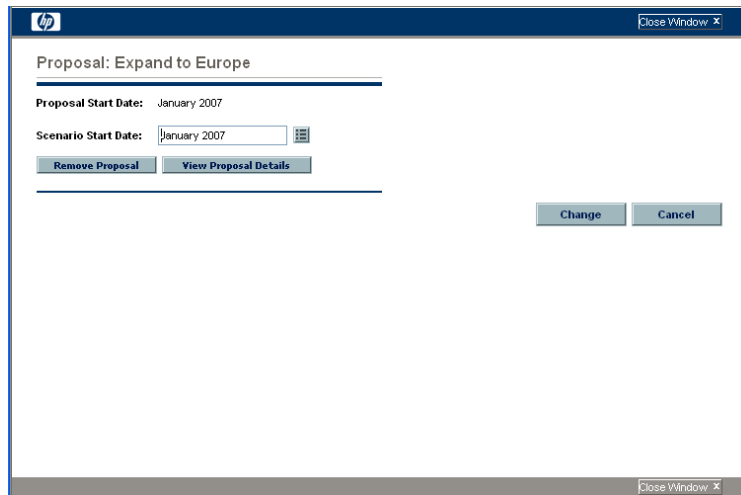 hp
Close Window x
Proposal: Expand to Europe
Proposal Start Date: January 2007
Scenario Start Date: January 2007
Remove Proposal View Proposal Details
Change Cancel
Close Window x